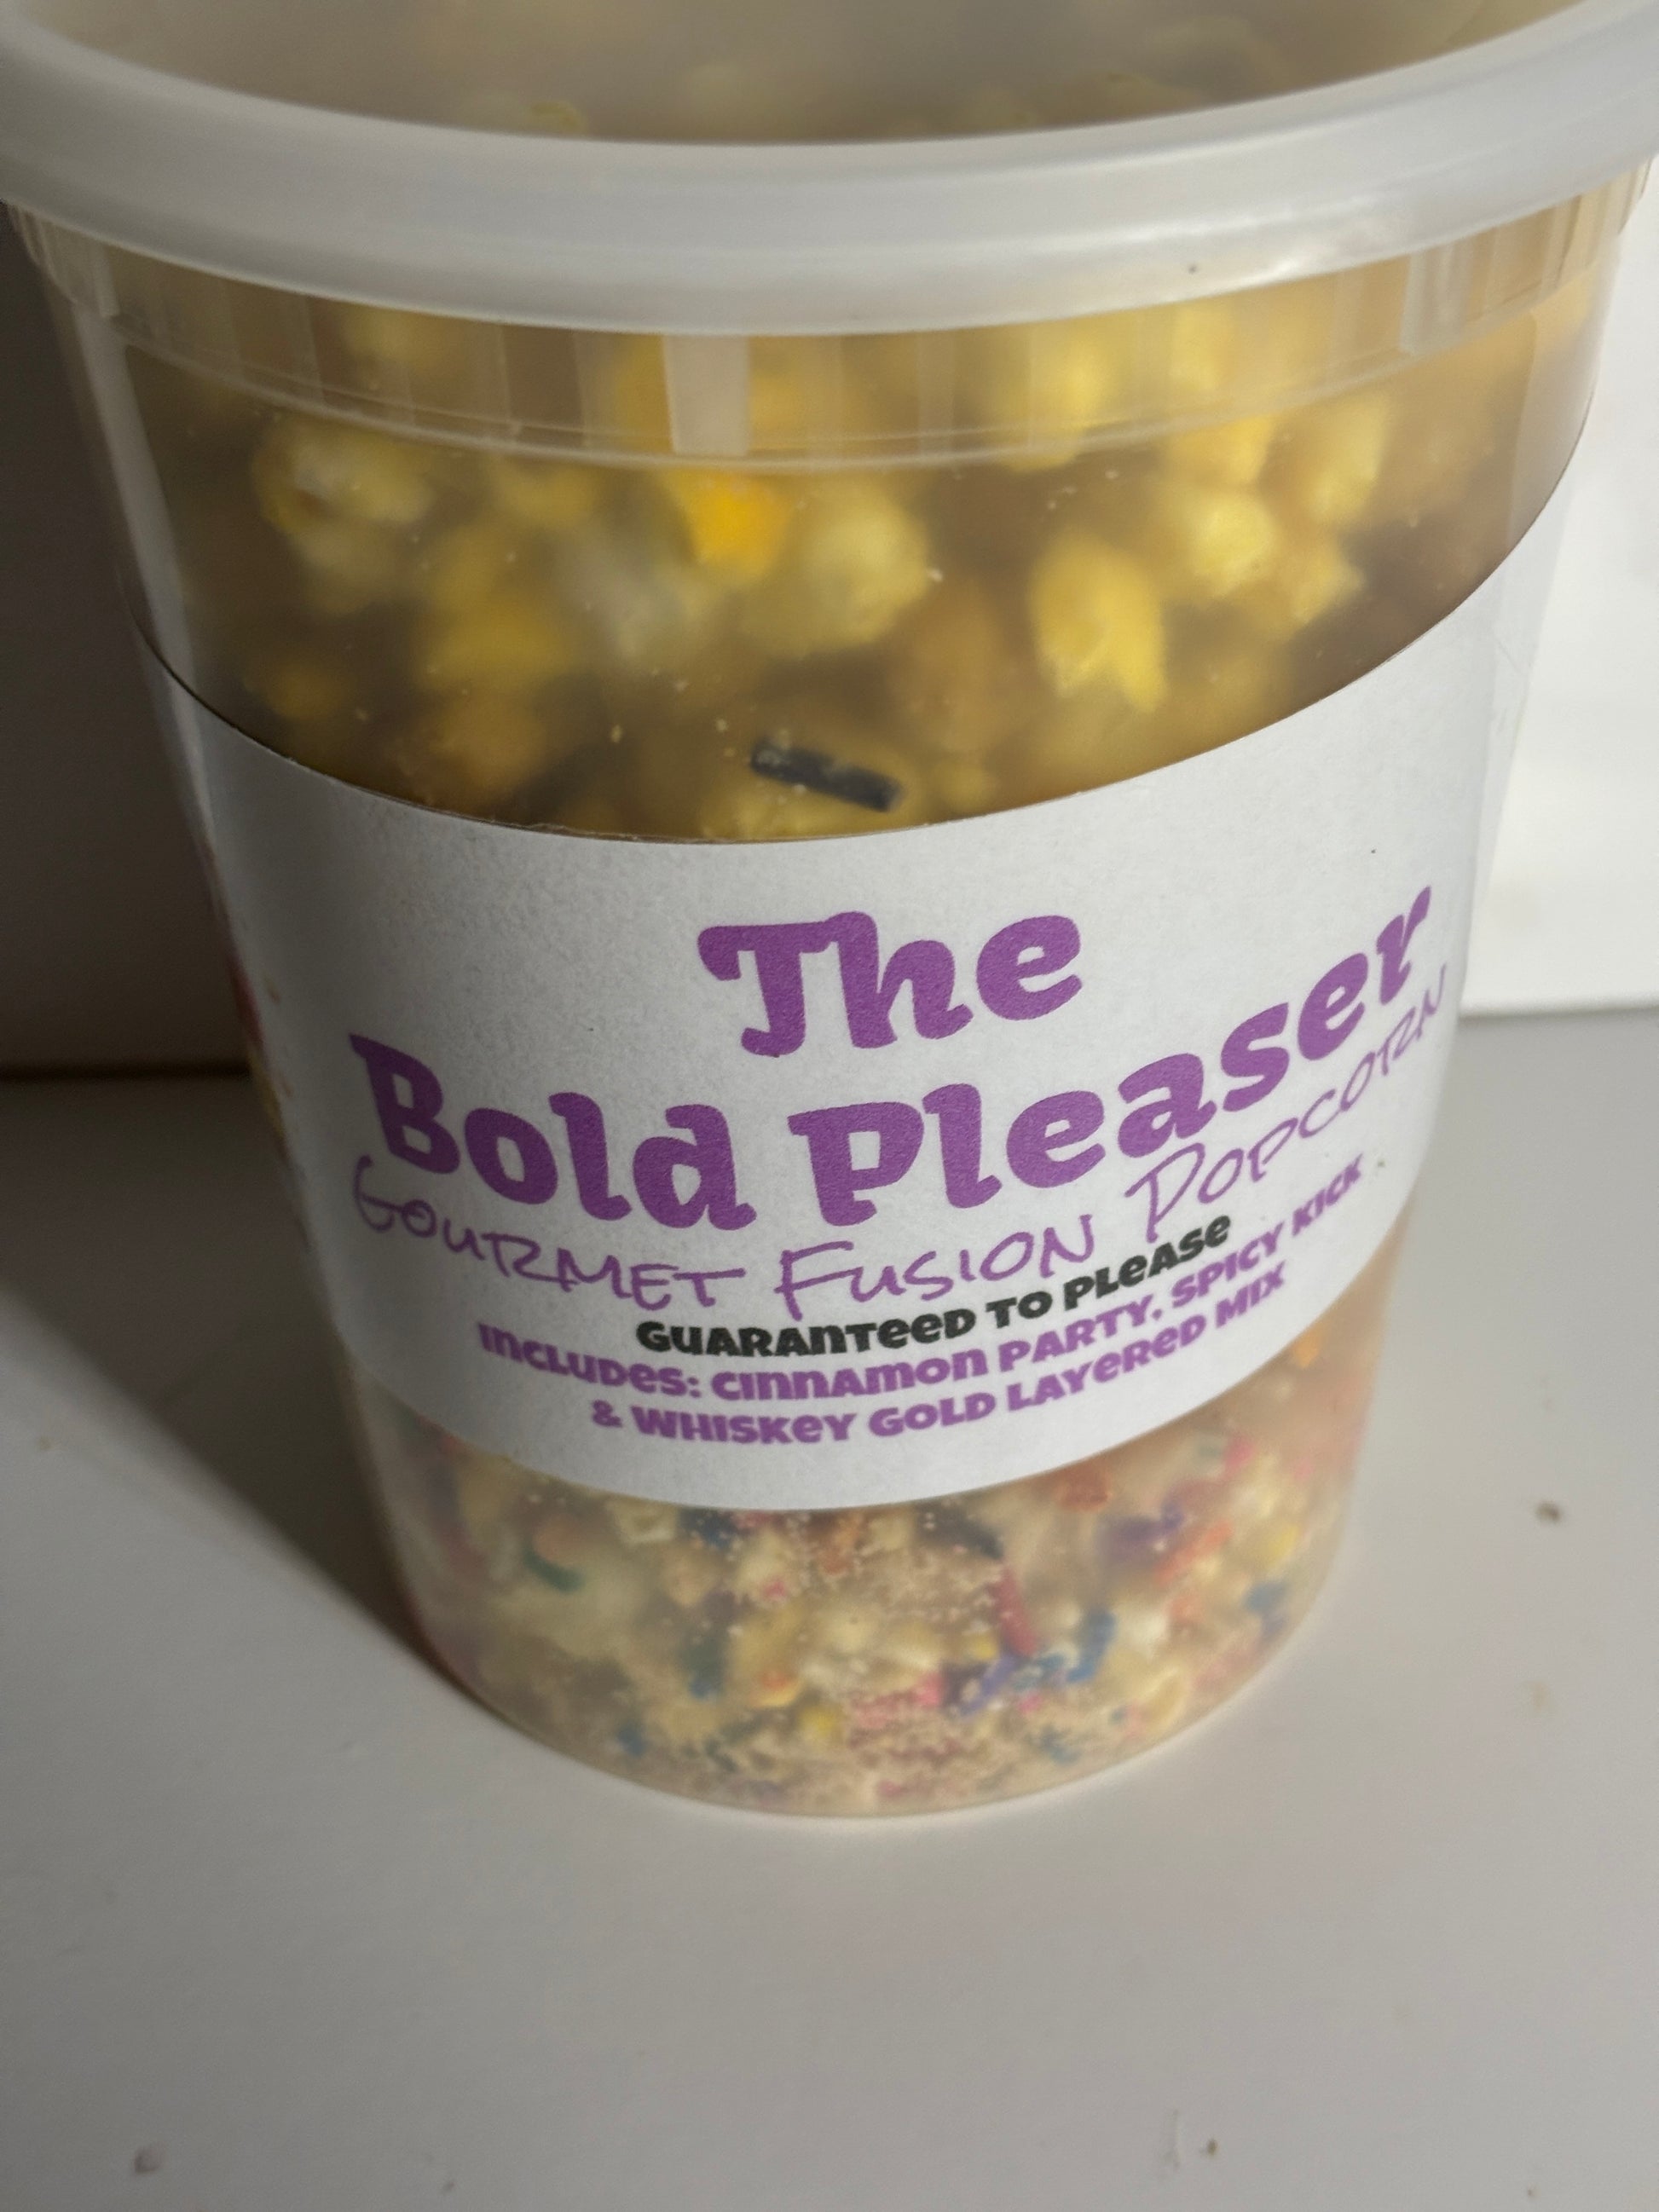 The
Bold Pleaser
Gourmet Fusion Popcorn
Guaranteed to Please
Includes: Cinnamon Party, Spicy Kick
& Whiskey Gold Layered Mix